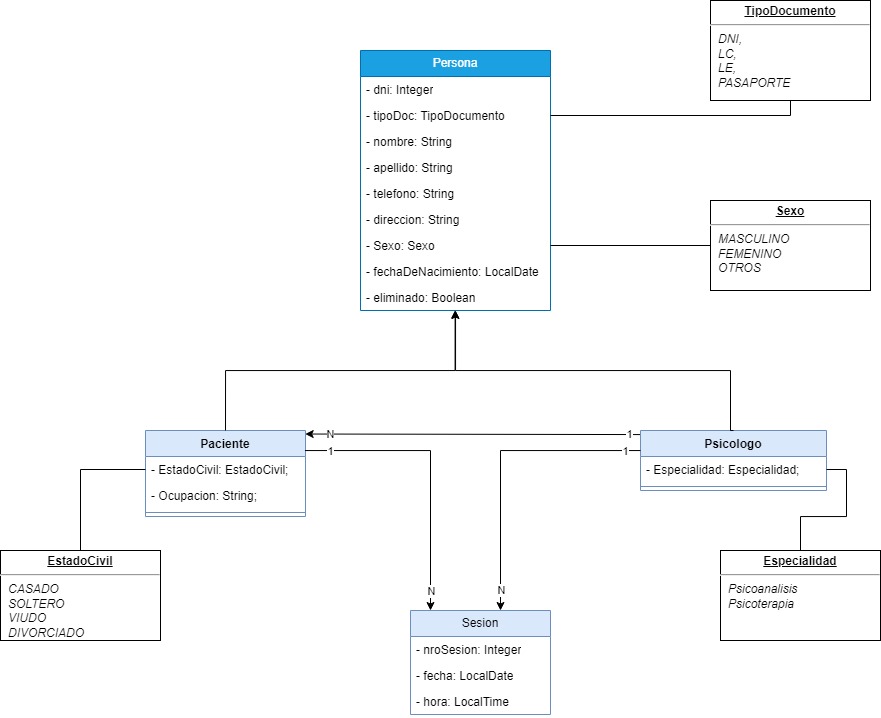 TipoDocumento
DNI,
LC,
LE,
PASAPORTE
Persona
- dni: Integer
- tipoDoc: TipoDocumento
- nombre: String
- apellido: String
- telefono: String
- direccion: String
- Sexo: Sexo
- fechaDeNacimiento: LocalDate
- eliminado: Boolean
Sexo
MASCULINO
FEMENINO
OTROS
Paciente
- EstadoCivil: EstadoCivil;
- Ocupacion: String;
N
1
1
1
Psicologo
- Especialidad: Especialidad;
EstadoCivil
CASADO
SOLTERO
VIUDO
DIVORCIADO
N
N
Especialidad
Psicoanalisis
Psicoterapia
Sesion
- nroSesion: Integer
- fecha: LocalDate
- hora: LocalTime